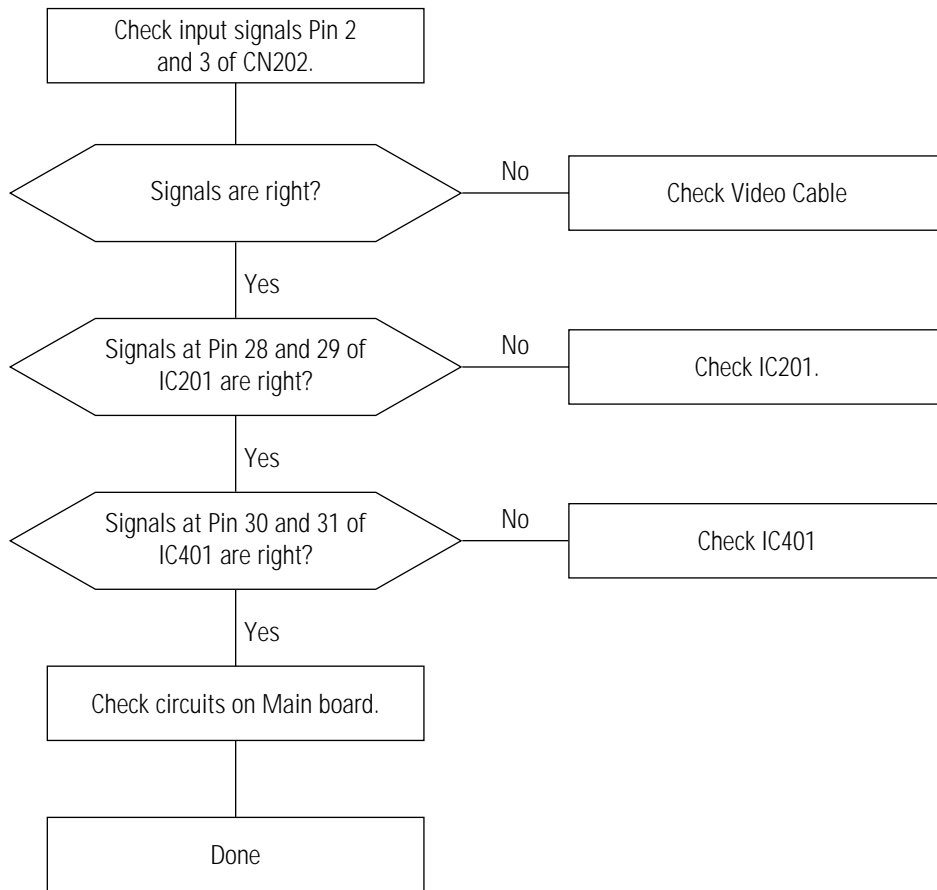 Check input signals Pin 2
and 3 of CN202.
Signals are right?
No
Check Video Cable
Yes
Signals at Pin 28 and 29 of
IC201 are right?
No
Check IC201.
Yes
Signals at Pin 30 and 31 of
IC401 are right?
No
Check IC401
Yes
Check circuits on Main board.
Done